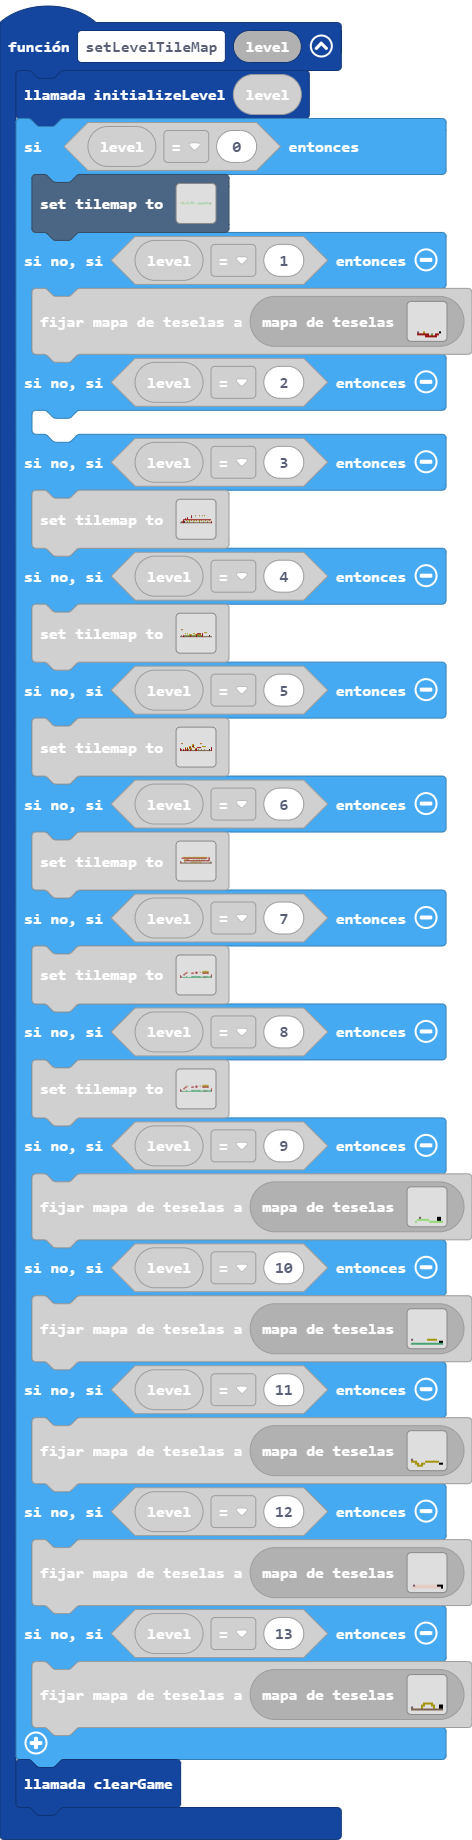 función setLevelTileMap level
llamada initializeLevel level
si level = 0 entonces
set tilemap to
si no, si level = 1 entonces
fijar mapa de teselas a mapa de teselas
si no, si level = 2 entonces
si no, si level = 3 entonces
set tilemap to
si no, si level = 4 entonces
set tilemap to
si no, si level = 5 entonces
set tilemap to
si no, si level = 6 entonces
set tilemap to
si no, si level = 7 entonces
set tilemap to
si no, si level = 8 entonces
set tilemap to
si no, si level = 9 entonces
fijar mapa de teselas a mapa de teselas
si no, si level = 10 entonces
fijar mapa de teselas a mapa de teselas
si no, si level = 11 entonces
fijar mapa de teselas a mapa de teselas
si no, si level = 12 entonces
fijar mapa de teselas a mapa de teselas
si no, si level = 13 entonces
fijar mapa de teselas a mapa de teselas
llamada clearGame